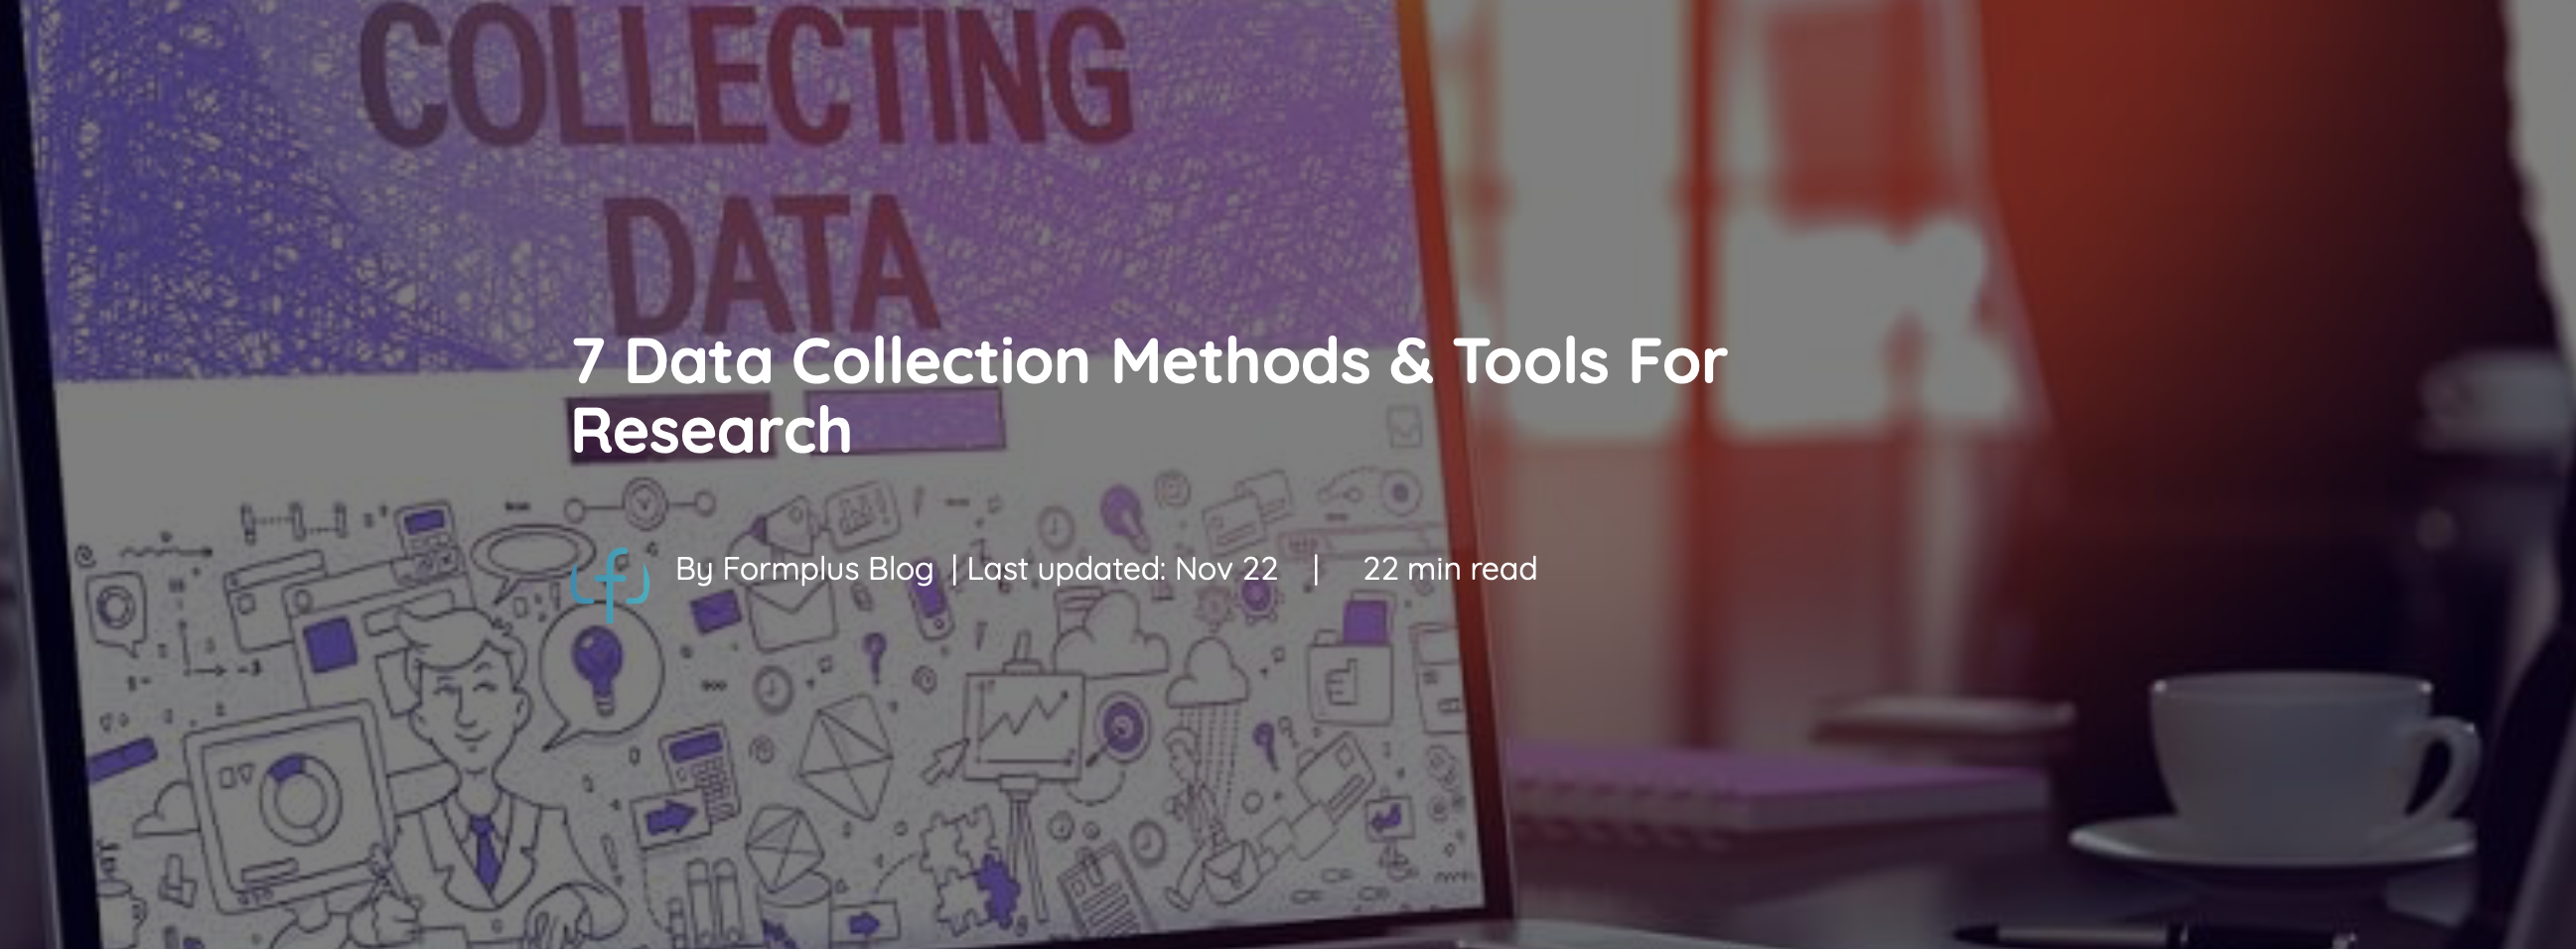 COLLECTING
DATA
7 Data Collection Methods & Tools For
Research
By Formplus Blog | Last updated: Nov 22 | 22 min read